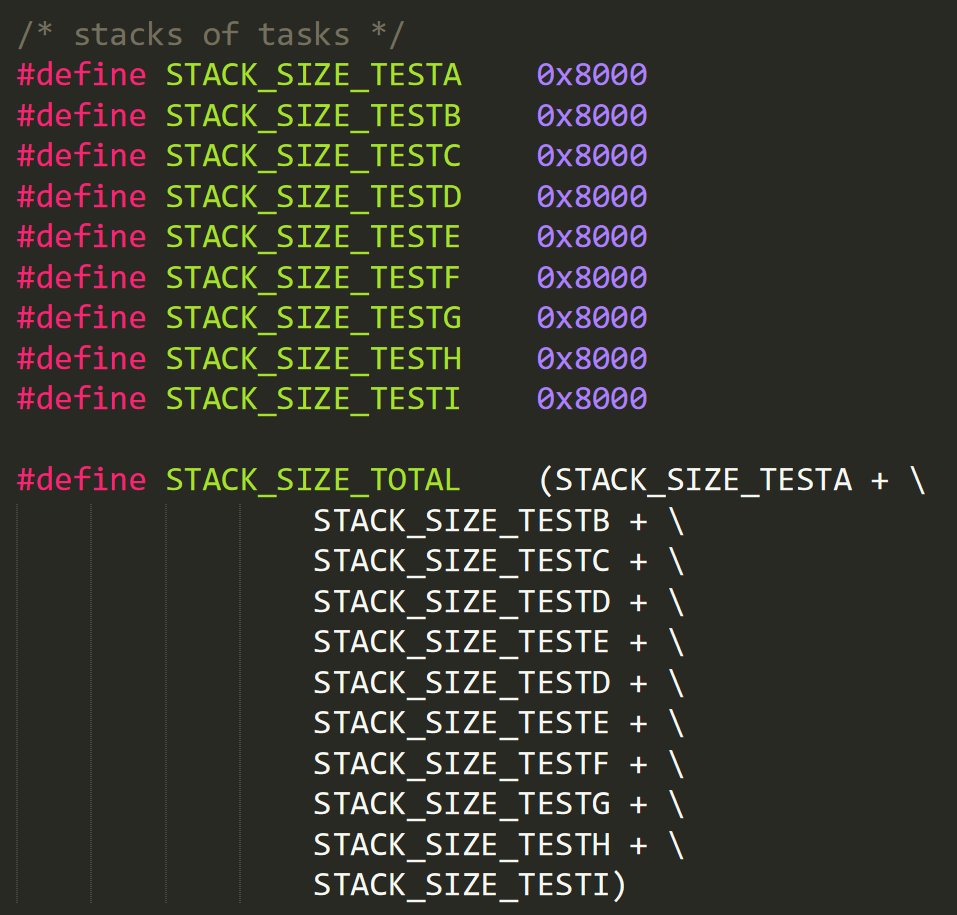 /* stacks of tasks */
#define STACK_SIZE_TESTA    0x8000
#define STACK_SIZE_TESTB    0x8000
#define STACK_SIZE_TESTC    0x8000
#define STACK_SIZE_TESTD    0x8000
#define STACK_SIZE_TESTE    0x8000
#define STACK_SIZE_TESTF    0x8000
#define STACK_SIZE_TESTG    0x8000
#define STACK_SIZE_TESTH    0x8000
#define STACK_SIZE_TESTI    0x8000

#define STACK_SIZE_TOTAL    (STACK_SIZE_TESTA + \
                STACK_SIZE_TESTB + \
                STACK_SIZE_TESTC + \
                STACK_SIZE_TESTD + \
                STACK_SIZE_TESTE + \
                STACK_SIZE_TESTD + \
                STACK_SIZE_TESTE + \
                STACK_SIZE_TESTF + \
                STACK_SIZE_TESTG + \
                STACK_SIZE_TESTH + \
                STACK_SIZE_TESTI)